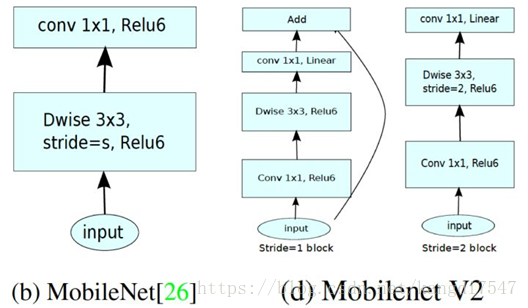 conv 1x1, Relu6
Dwise 3x3,
stride=s, Relu6
input
(b) MobileNet[26]
Add
conv 1x1, Linear
Dwise 3x3, Relu6
Conv 1x1, Relu6
input
Stride=1 block
conv 1x1, Linear
Dwise 3x3,
stride=2, Relu6
Conv 1x1, Relu6
input
Stride=2 block
(d) Mobilenet V2